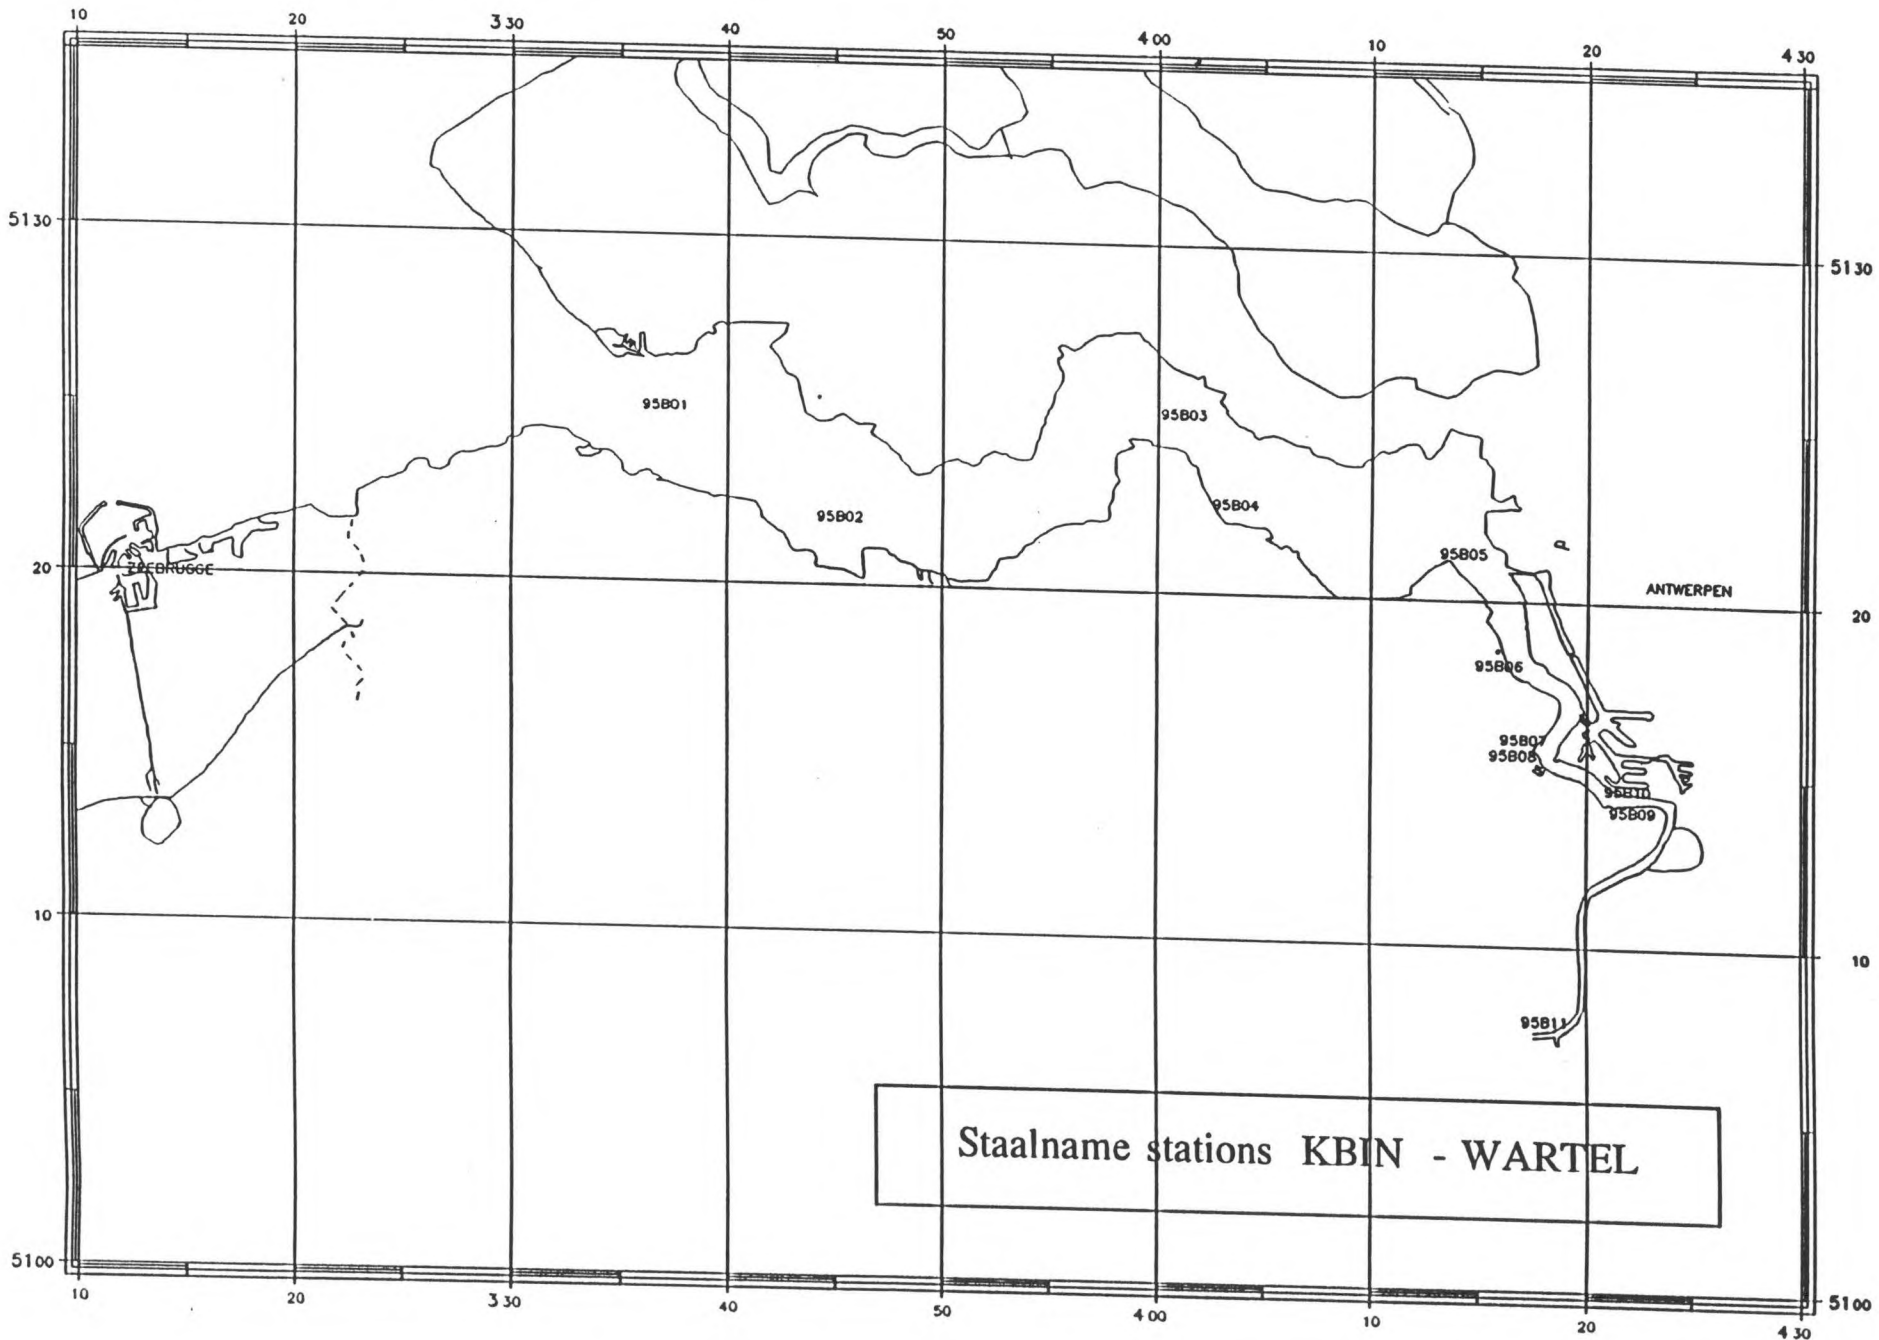 10 20 3 30 40 50 4 00 10 20 4 30
51 30
51 30
95B01
95B03
95B02
95B04
95B05
ZEEBRUGGE
20
ANTWERPEN
20
95B06
95B07
95B08
95B10
95B09
10
10
95B11
Staalname stations KBIN - WARTEL
51 00
51 00
10 20 3 30 40 50 4 00 10 20 4 30